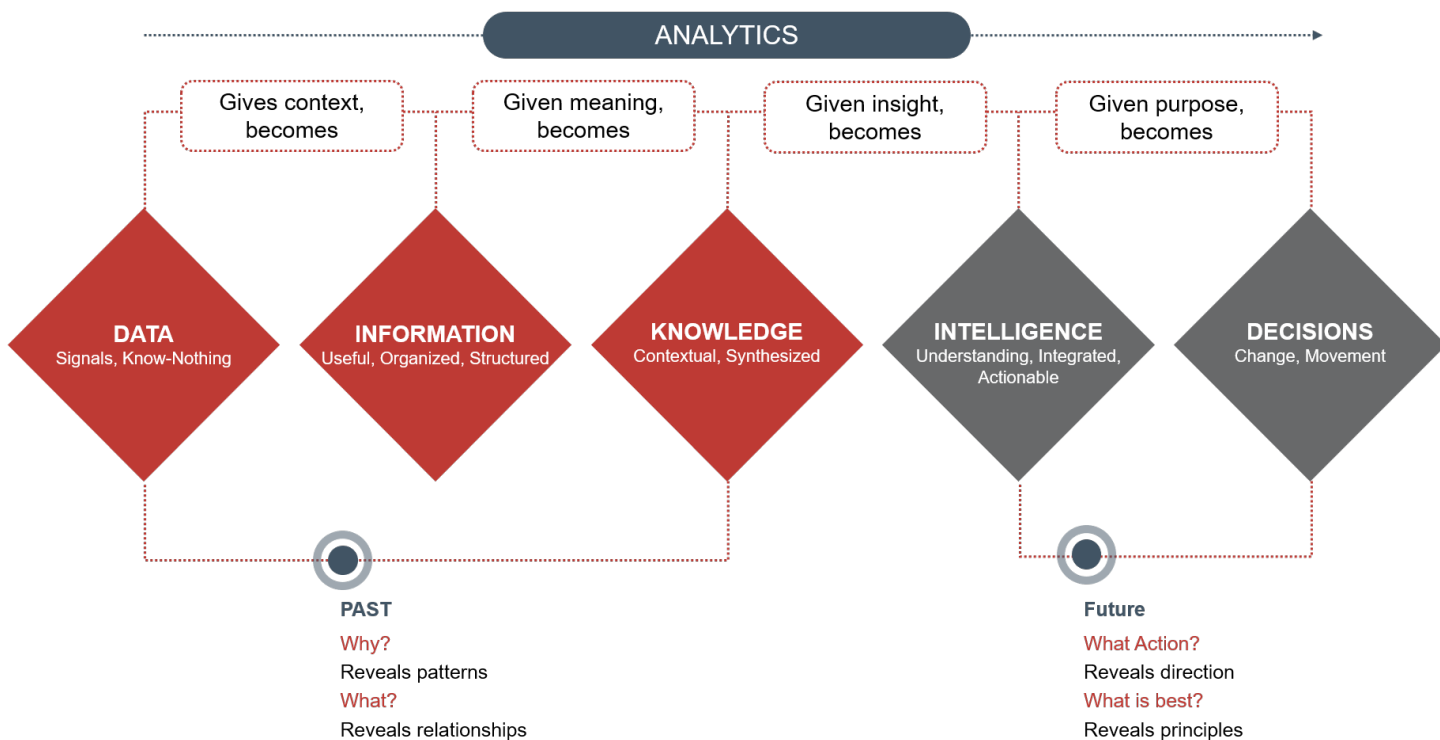 ANALYTICS
Gives context,
becomes
Given meaning,
becomes
Given insight,
becomes
Given purpose,
becomes
DATA
Signals, Know-Nothing
INFORMATION
Useful, Organized, Structured
KNOWLEDGE
Contextual, Synthesized
INTELLIGENCE
Understanding, Integrated,
Actionable
DECISIONS
Change, Movement
PAST
Why?
Reveals patterns
What?
Reveals relationships
Future
What Action?
Reveals direction
What is best?
Reveals principles